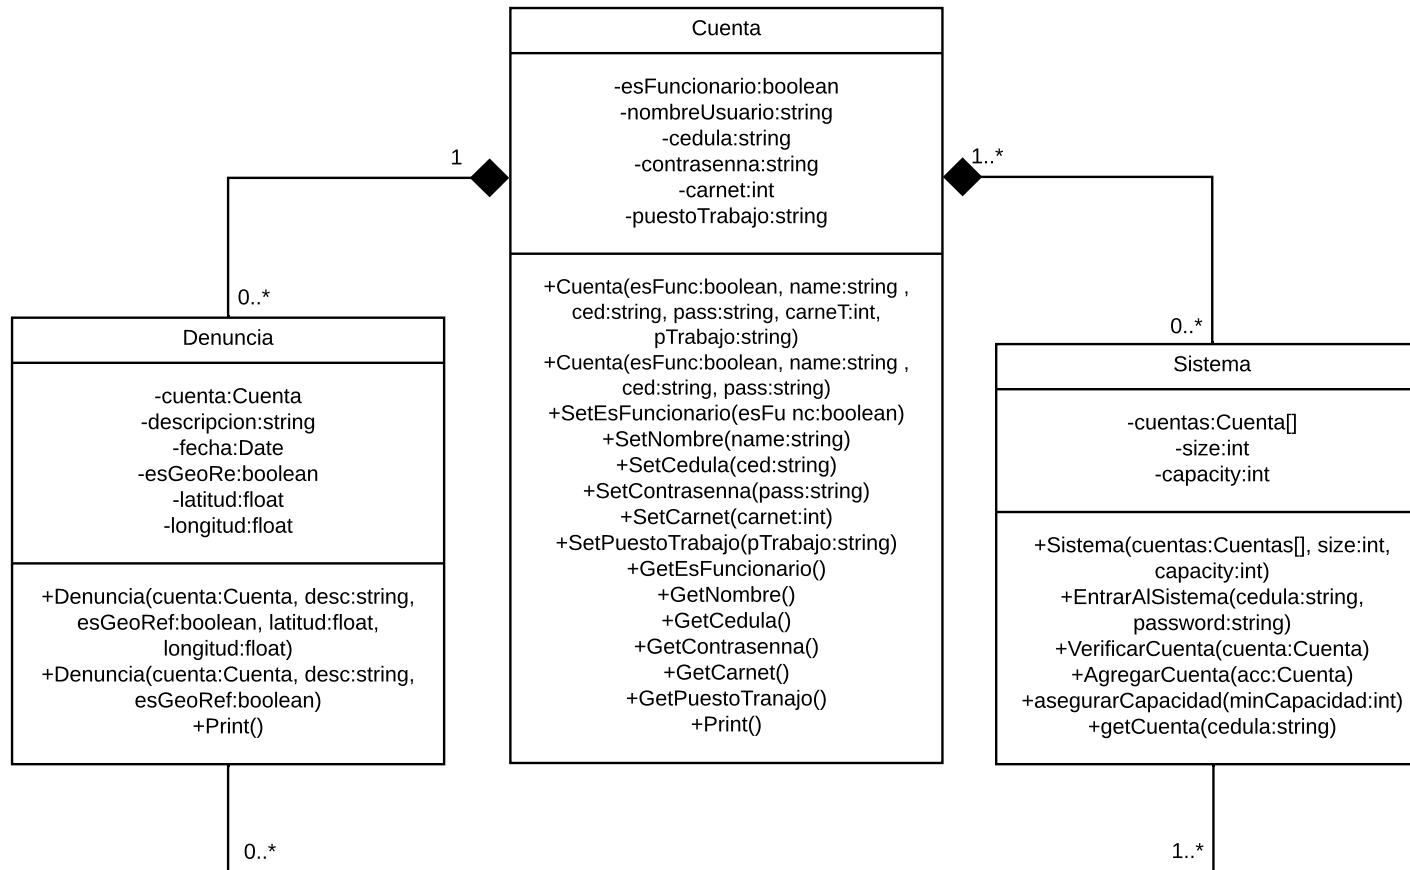 Cuenta
-esFuncionario:boolean
-nombreUsuario:string
-cedula:string
-contrasenna:string
-carnet:int
-puestoTrabajo:string
+Cuenta(esFunc:boolean, name:string ,
ced:string, pass:string, carneT:int,
pTrabajo:string)
+Cuenta(esFunc:boolean, name:string ,
ced:string, pass:string)
+SetEsFuncionario(esFu nc:boolean)
+SetNombre(name:string)
+SetCedula(ced:string)
+SetContrasenna(pass:string)
+SetCarnet(carnet:int)
+SetPuestoTrabajo(pTrabajo:string)
+GetEsFuncionario()
+GetNombre()
+GetCedula()
+GetContrasenna()
+GetCarnet()
+GetPuestoTranajo()
+Print()
1
0..*
Denuncia
-cuenta:Cuenta
-descripcion:string
-fecha:Date
-esGeoRe:boolean
-latitud:float
-longitud:float
+Denuncia(cuenta:Cuenta, desc:string,
esGeoRef:boolean, latitud:float,
longitud:float)
+Denuncia(cuenta:Cuenta, desc:string,
esGeoRef:boolean)
+Print()
0..*
1..*
0..*
Sistema
-cuentas:Cuenta[]
-size:int
-capacity:int
+Sistema(cuentas:Cuentas[], size:int,
capacity:int)
+EntrarAlSistema(cedula:string,
password:string)
+VerificarCuenta(cuenta:Cuenta)
+AgregarCuenta(acc:Cuenta)
+asegurarCapacidad(minCapacidad:int)
+getCuenta(cedula:string)
1..*